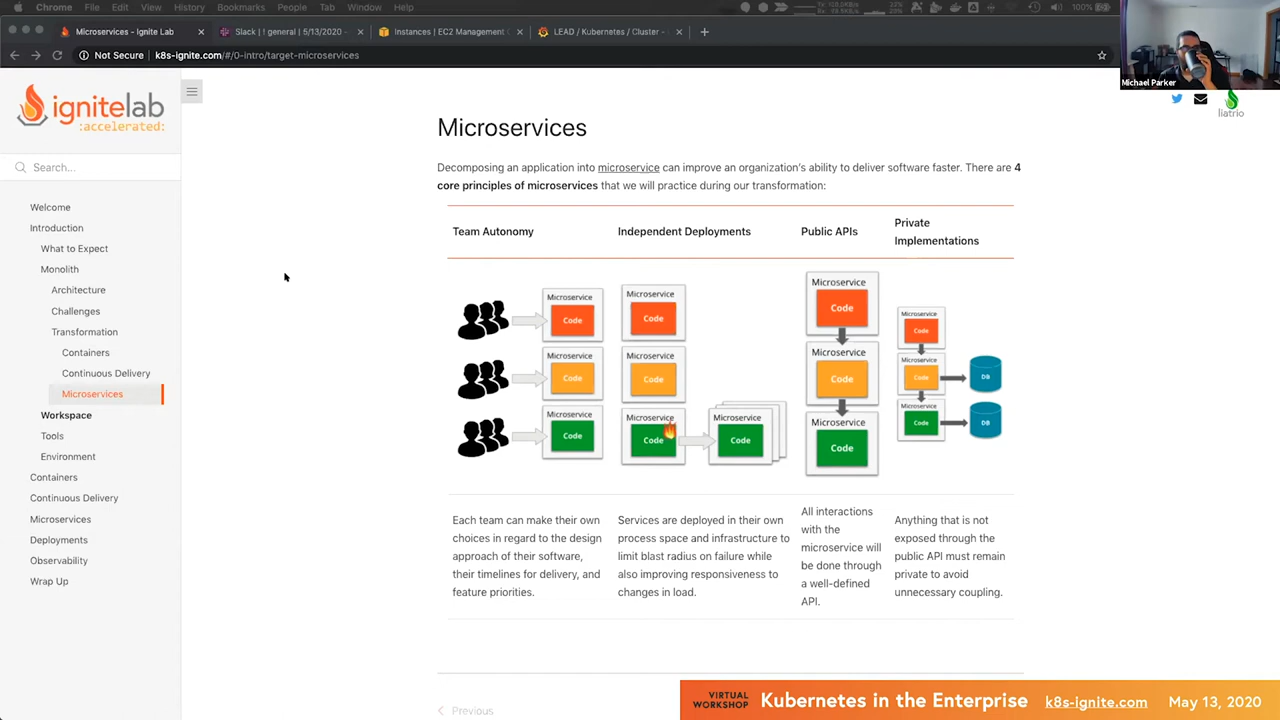 Chrome File Edit View History Bookmarks People Tab Window Help
100%
Microservices - Ignite Lab
Slack | ! general | 5/13/2020 -
Instances | EC2 Management C
LEAD / Kubernetes / Cluster -
Not Secure k8s-ignite.com/#/0-intro/target-microservices
Michael Parker
ignitelab
:accelerated:
liatrio
Search...
Welcome
Introduction
What to Expect
Monolith
Architecture
Challenges
Transformation
Containers
Continuous Delivery
Microservices
Workspace
Tools
Environment
Containers
Continuous Delivery
Microservices
Deployments
Observability
Wrap Up
Microservices
Decomposing an application into microservice can improve an organization's ability to deliver software faster. There are 4
core principles of microservices that we will practice during our transformation:
Team Autonomy
Independent Deployments
Public APIs
Private
Implementations
Microservice
Code
Microservice
Code
Microservice
Code
Microservice
Code
Microservice
Code
Microservice
Code
Microservice
Code
Microservice
Code
Microservice
Code
Microservice
Code
Microservice
Code
Microservice
Code
DB
Microservice
Code
DB
Each team can make their own
choices in regard to the design
approach of their software,
their timelines for delivery, and
feature priorities.
Services are deployed in their own
process space and infrastructure to
limit blast radius on failure while
also improving responsiveness to
changes in load.
All interactions
with the
microservice will
be done through
a well-defined
API.
Anything that is not
exposed through the
public API must remain
private to avoid
unnecessary coupling.
Previous
VIRTUAL
WORKSHOP
Kubernetes in the Enterprise k8s-ignite.com May 13, 2020